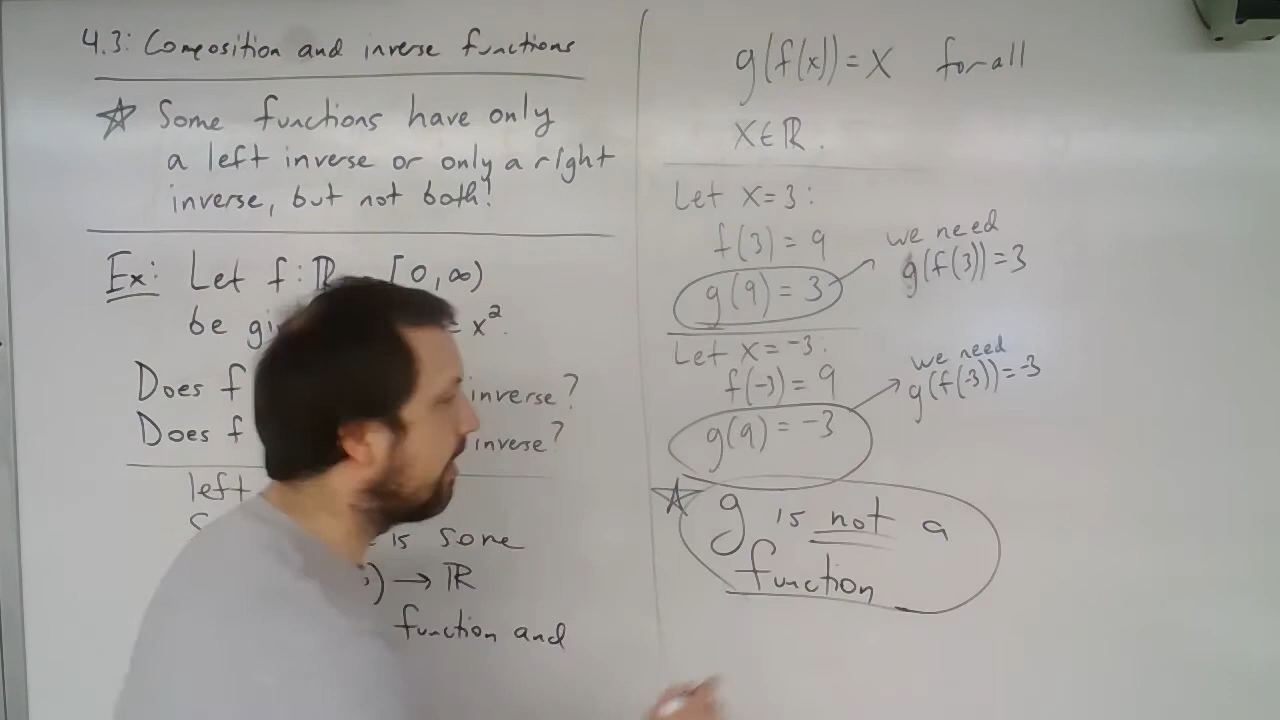 4.3: Composition and inverse functions
☆ Some functions have only
a left inverse or only a right
inverse, but not both!
Ex: Let f: ℝ [0, ∞)
be gi = x².
Does f inverse?
Does f inverse?
left
is some
) → ℝ
function and
g(f(x)) = x for all
x ∈ ℝ.
Let x = 3:
f(3) = 9
g(9) = 3
we need
g(f(3)) = 3
Let x = -3:
f(-3) = 9
g(9) = -3
we need
g(f(-3)) = -3
☆ g is not a
function